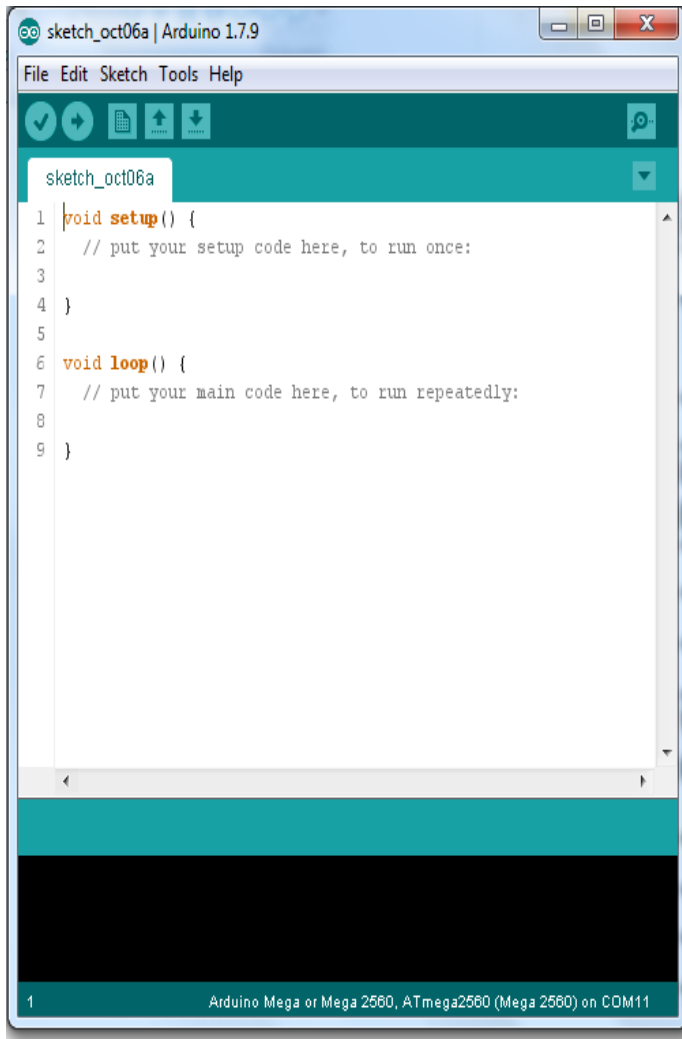 sketch_oct06a | Arduino 1.7.9
File Edit Sketch Tools Help
sketch_oct06a
1 void setup() {
2   // put your setup code here, to run once:
3
4 }
5
6 void loop() {
7   // put your main code here, to run repeatedly:
8
9 }
1 Arduino Mega or Mega 2560, ATmega2560 (Mega 2560) on COM11